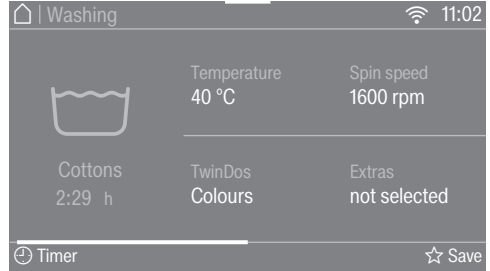 Washing
11:02
Temperature
40 °C
Spin speed
1600 rpm
Cottons
2:29 h
TwinDos
Colours
Extras
not selected
Timer
Save